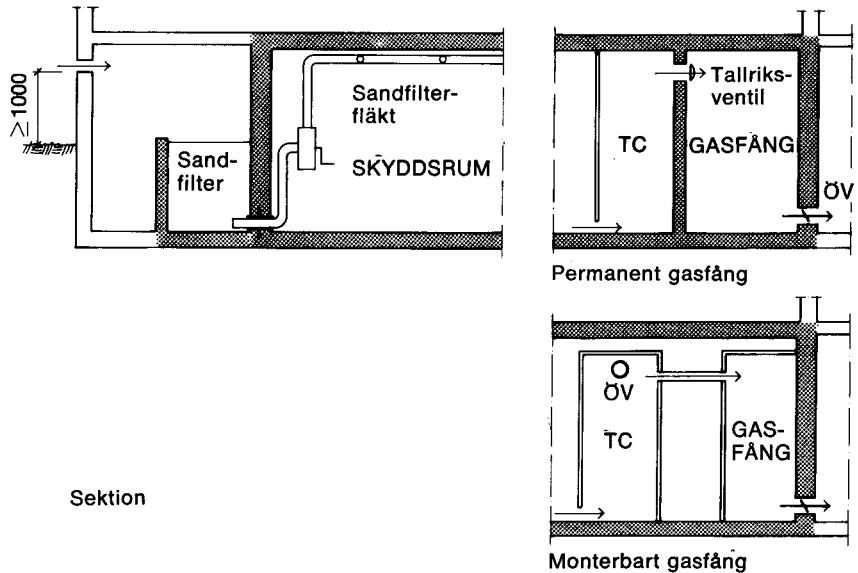 ≥1000
Sand-
filter
Sandfilter-
fläkt
SKYDDSRUM
TC
Tallriks-
ventil
GASFÅNG
ÖV
Permanent gasfång
ÖV
TC
GAS-
FÅNG
Sektion
Monterbart gasfång